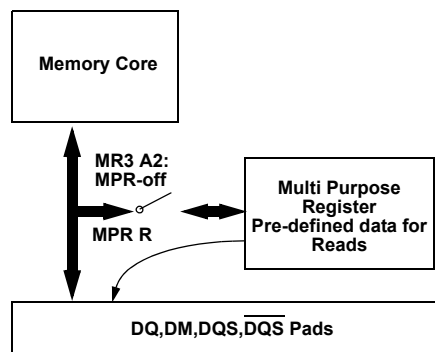 Memory Core
MR3 A2:
MPR-off
MPR R
Multi Purpose
Register
Pre-defined data for
Reads
DQ,DM,DQS,D̅Q̅S̅ Pads